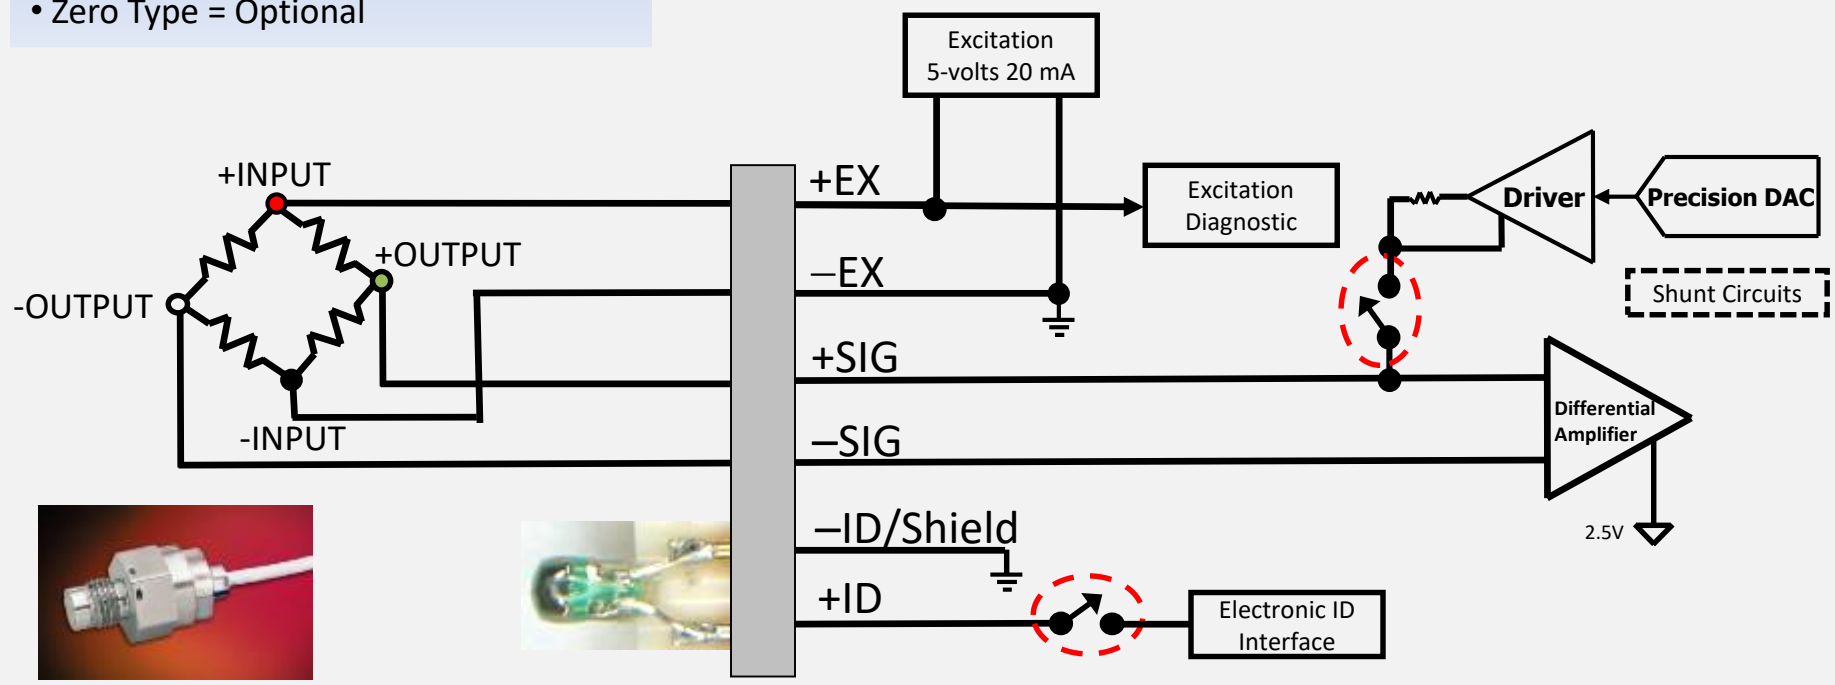 • Zero Type = Optional
Excitation
5-volts 20 mA
+INPUT
+EX
Excitation
Diagnostic
Driver
Precision DAC
+OUTPUT
–EX
-OUTPUT
Shunt Circuits
+SIG
Differential
Amplifier
-INPUT
–SIG
–ID/Shield
2.5V
+ID
Electronic ID
Interface